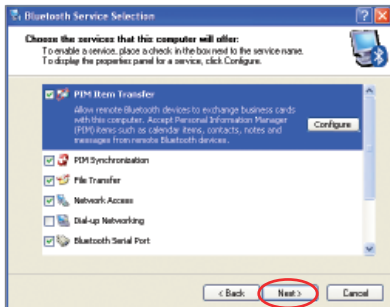 Bluetooth Service Selection
Choose the services that this computer will offer:
To enable a service, place a check in the box next to the service name.
To display the properties panel for a service, click Configure.
PIM Item Transfer
Allow remote Bluetooth devices to exchange business cards
with this computer. Accept Personal Information Manager
(PIM) items such as calendar items, contacts, notes and
messages from remote Bluetooth devices.
Configure
PIM Synchronization
File Transfer
Network Access
Dial-up Networking
Bluetooth Serial Port
< Back
Next >
Cancel